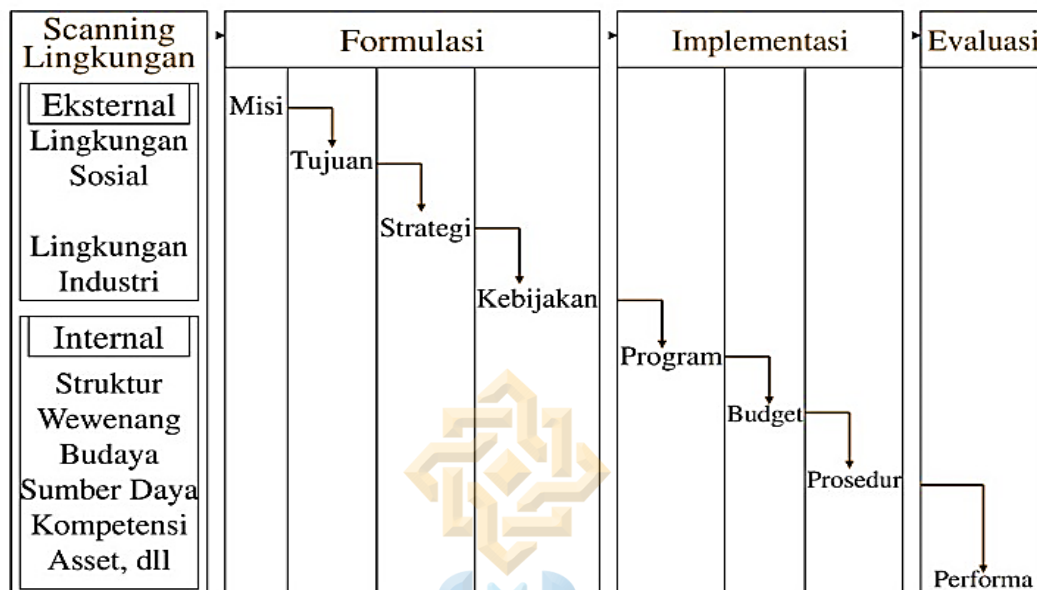 Scanning
Lingkungan
Eksternal
Lingkungan
Sosial
Lingkungan
Industri
Internal
Struktur
Wewenang
Budaya
Sumber Daya
Kompetensi
Asset, dll
Formulasi
Misi
Tujuan
Strategi
Kebijakan
Implementasi
Program
Budget
Prosedur
Evaluasi
Performa